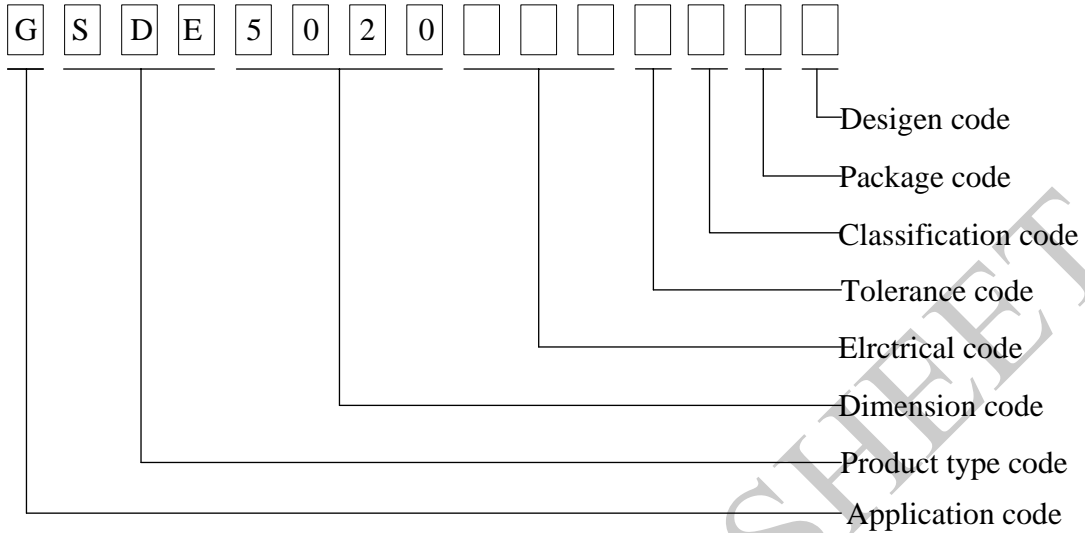 G S D E 5 0 2 0
Desigen code
Package code
Classification code
Tolerance code
Elrctrical code
Dimension code
Product type code
Application code
SHEET